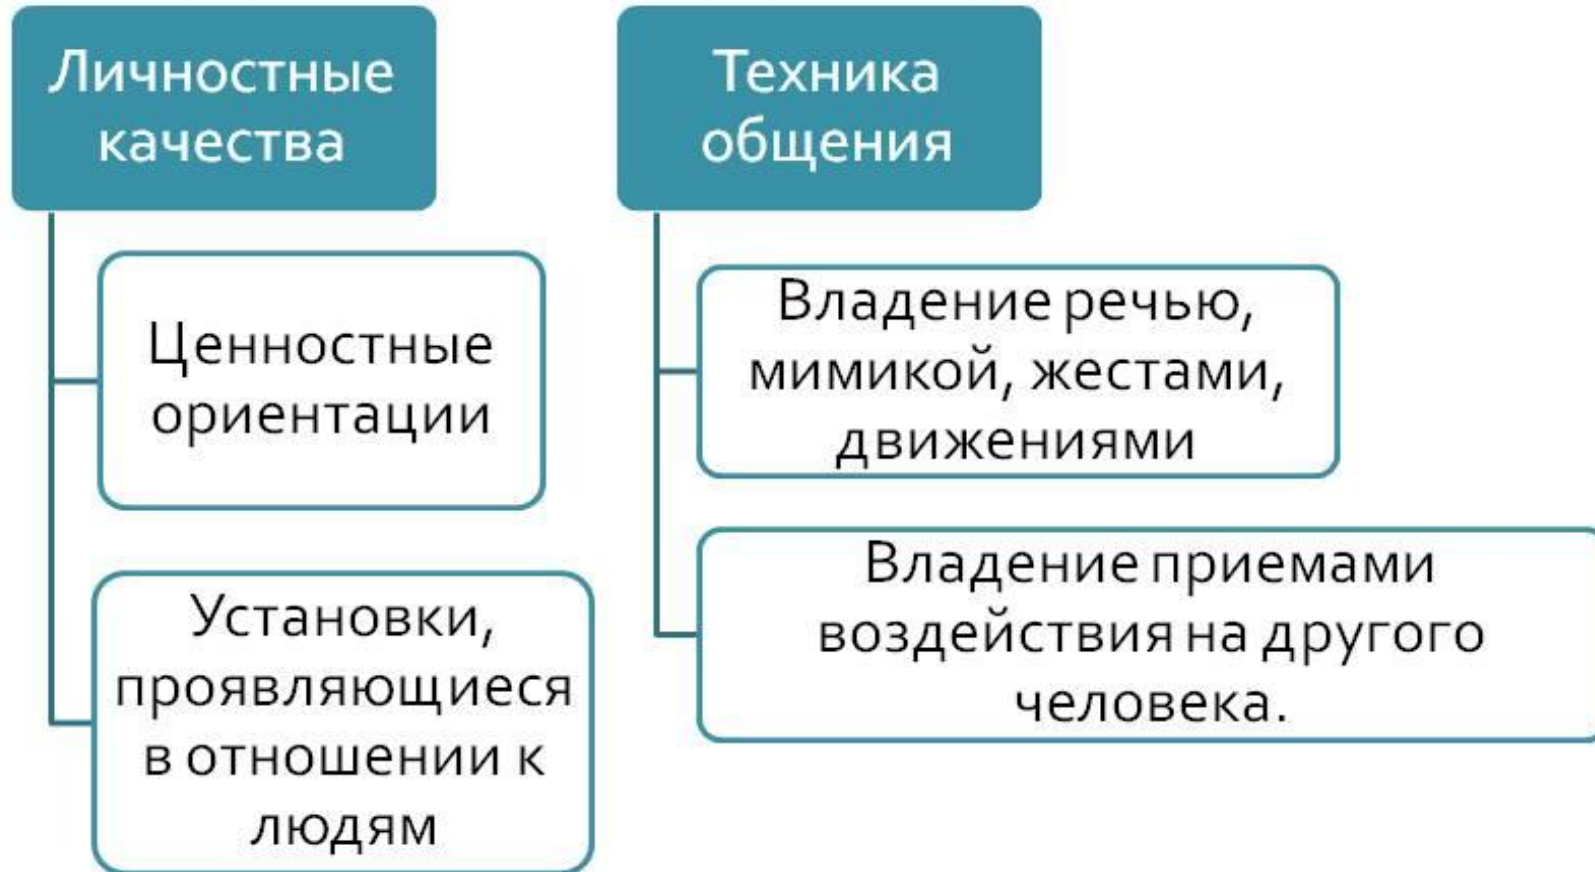 Личностные
качества
Ценностные
ориентации
Установки,
проявляющиеся
в отношении к
людям
Техника
общения
Владение речью,
мимикой, жестами,
движениями
Владение приемами
воздействия на другого
человека.